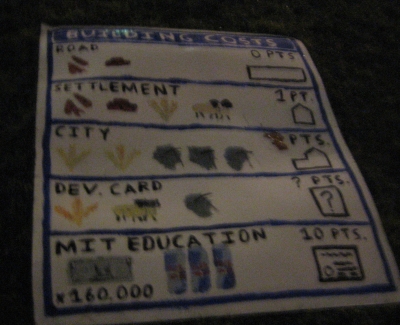 BUILDING COSTS
ROAD 0 PTS.
SETTLEMENT 1 PT.
CITY PTS.
DEV. CARD ? PTS.
?
MIT EDUCATION 10 PTS.
x160,000